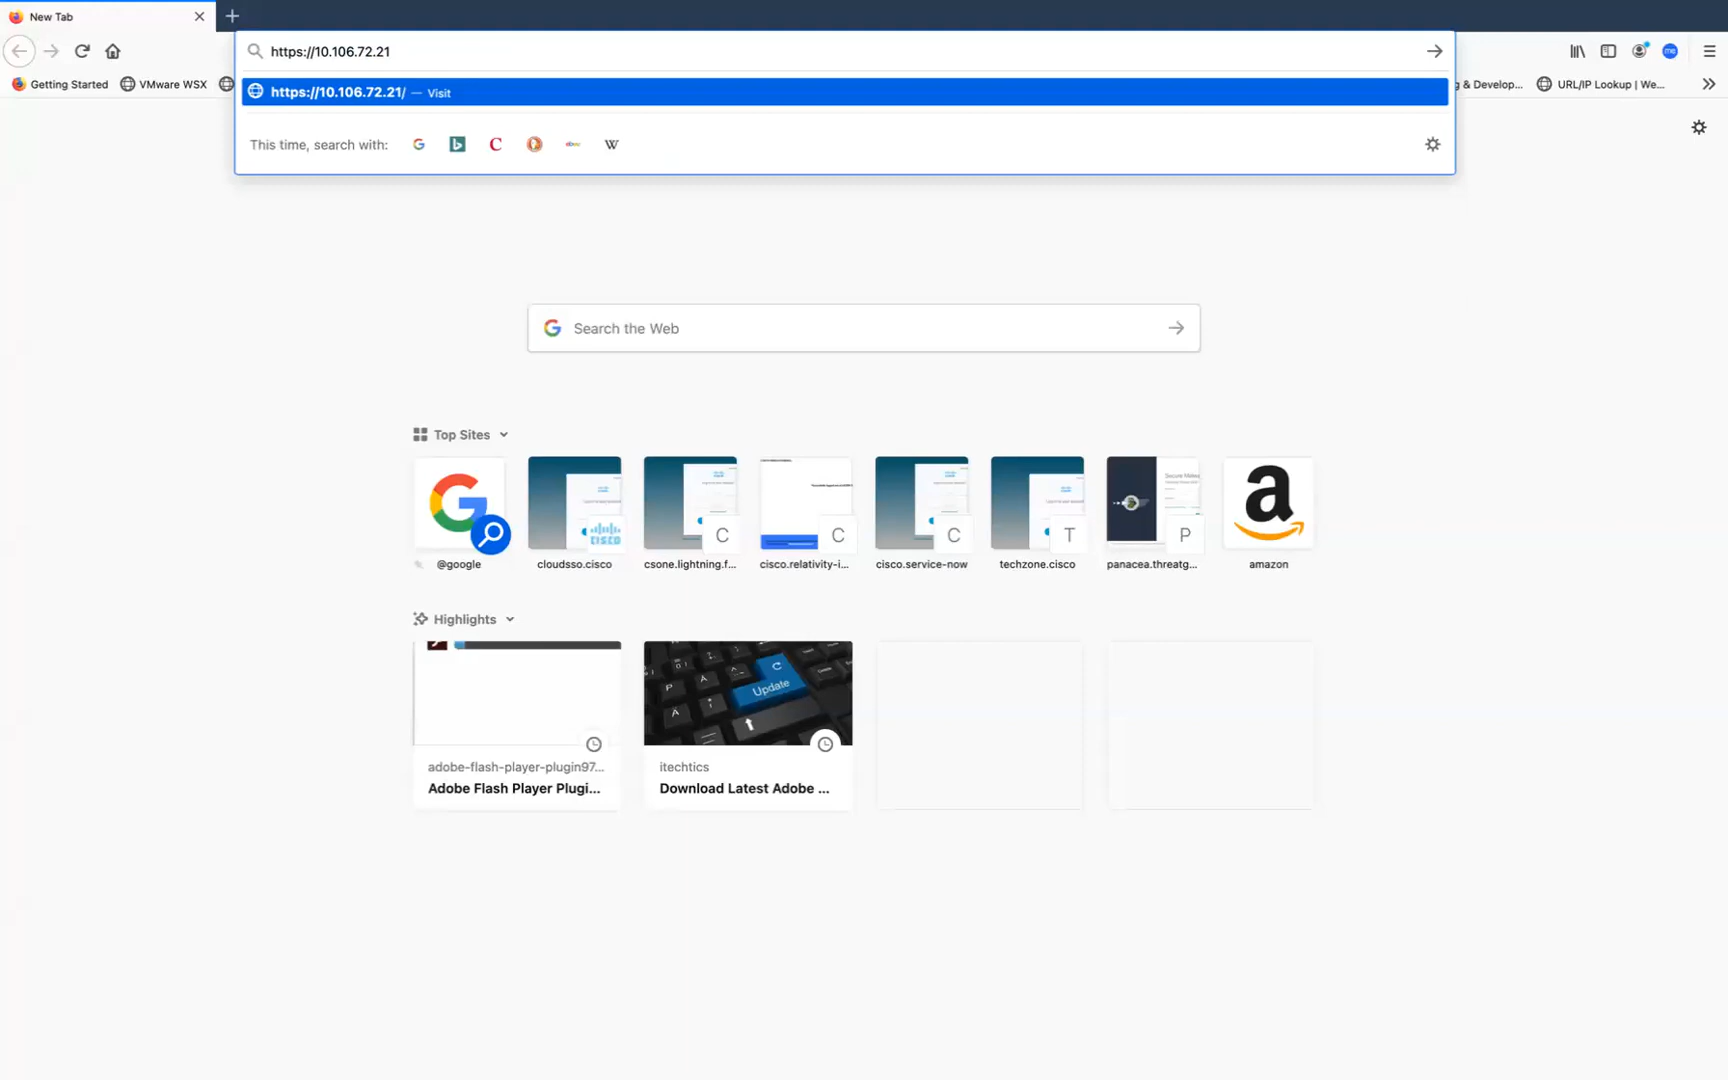 New Tab
https://10.106.72.21
Getting Started
VMware WSX
https://10.106.72.21/ — Visit
g & Develop...
URL/IP Lookup | We...
This time, search with:
Search the Web
Top Sites
@google
cloudsso.cisco
csone.lightning.f...
cisco.relativity-i...
cisco.service-now
techzone.cisco
panacea.threatg...
amazon
Highlights
Update
adobe-flash-player-plugin97...
Adobe Flash Player Plugi...
itechtics
Download Latest Adobe ...